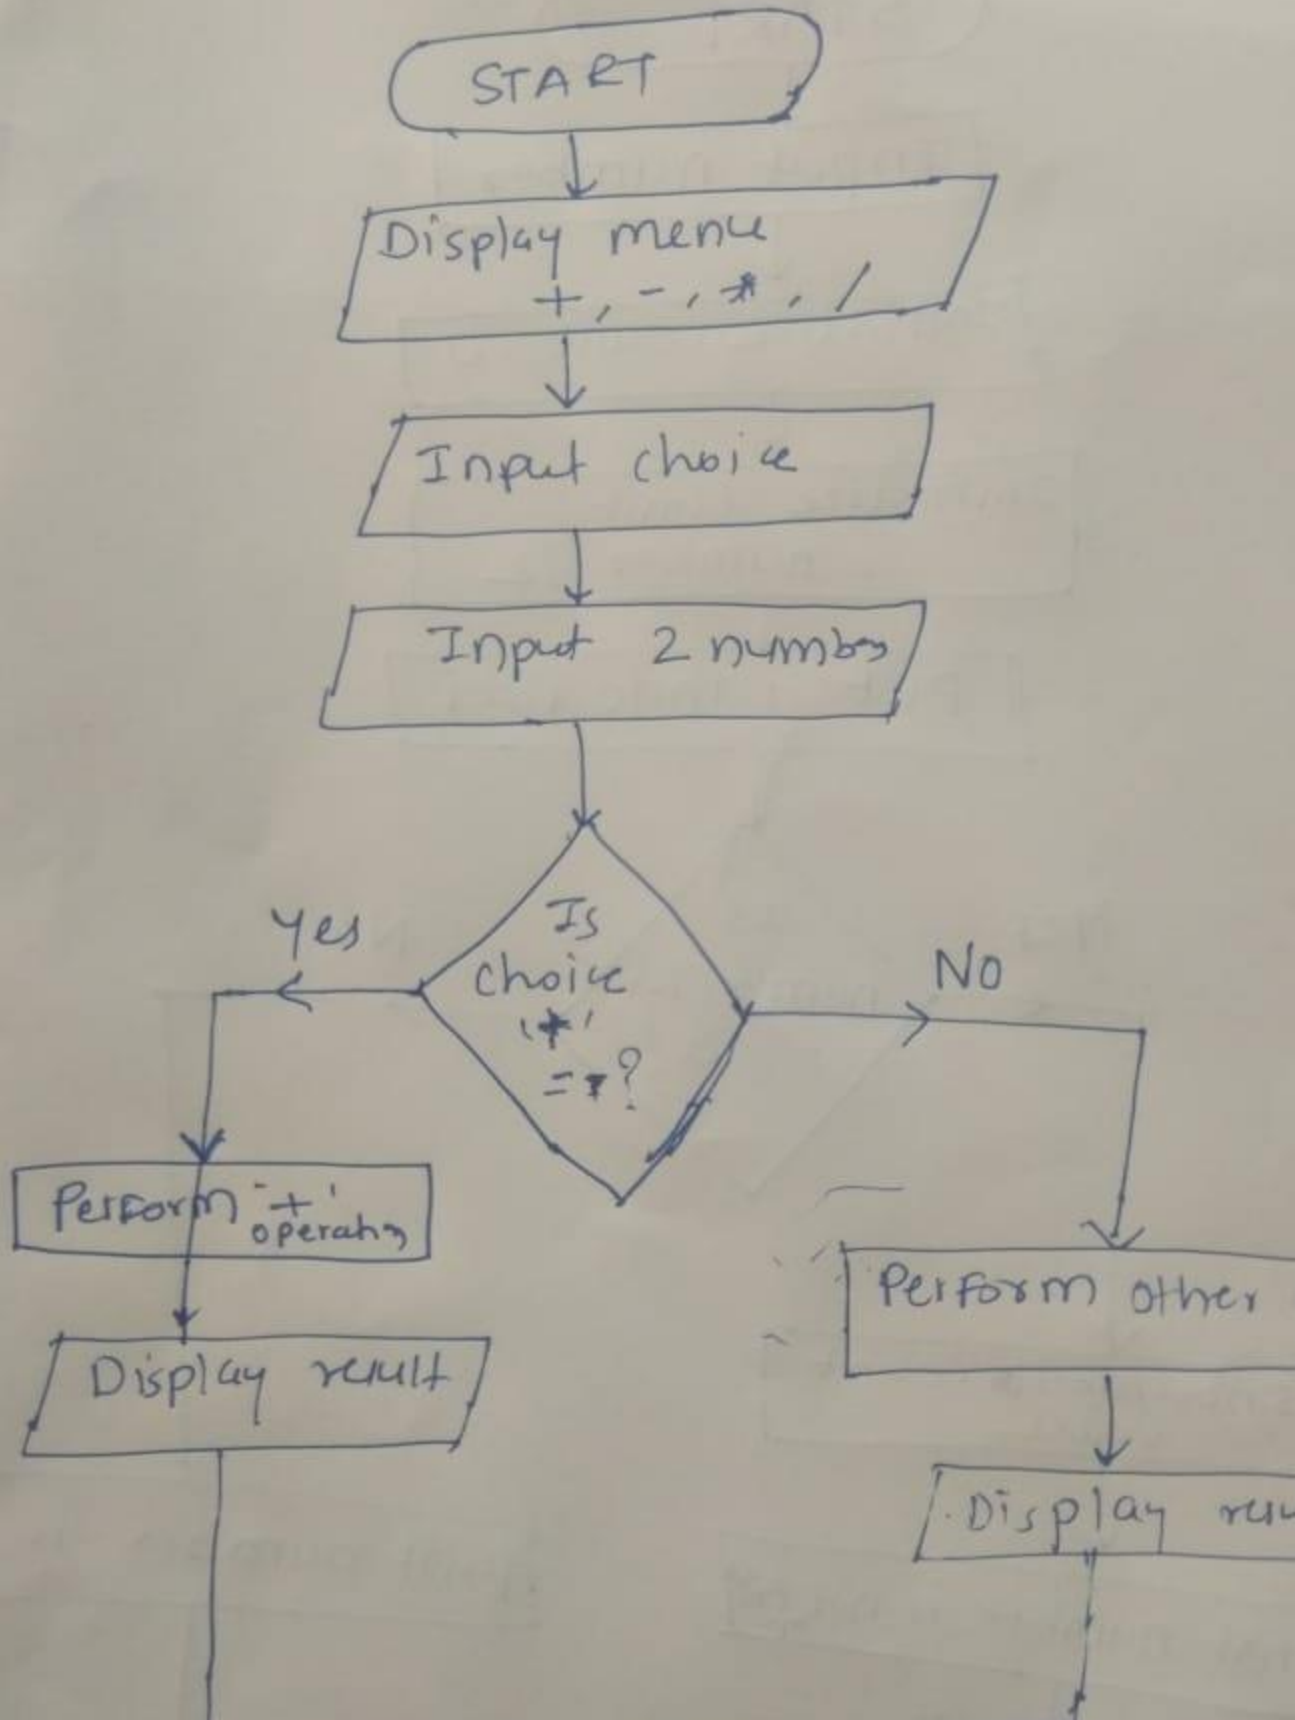 START
Display menu
+, -, *, /
Input choice
Input 2 numbers
Is
choice
'+'
= ?
Yes
No
Perform '+'
operation
Display result
Perform other
Display resu